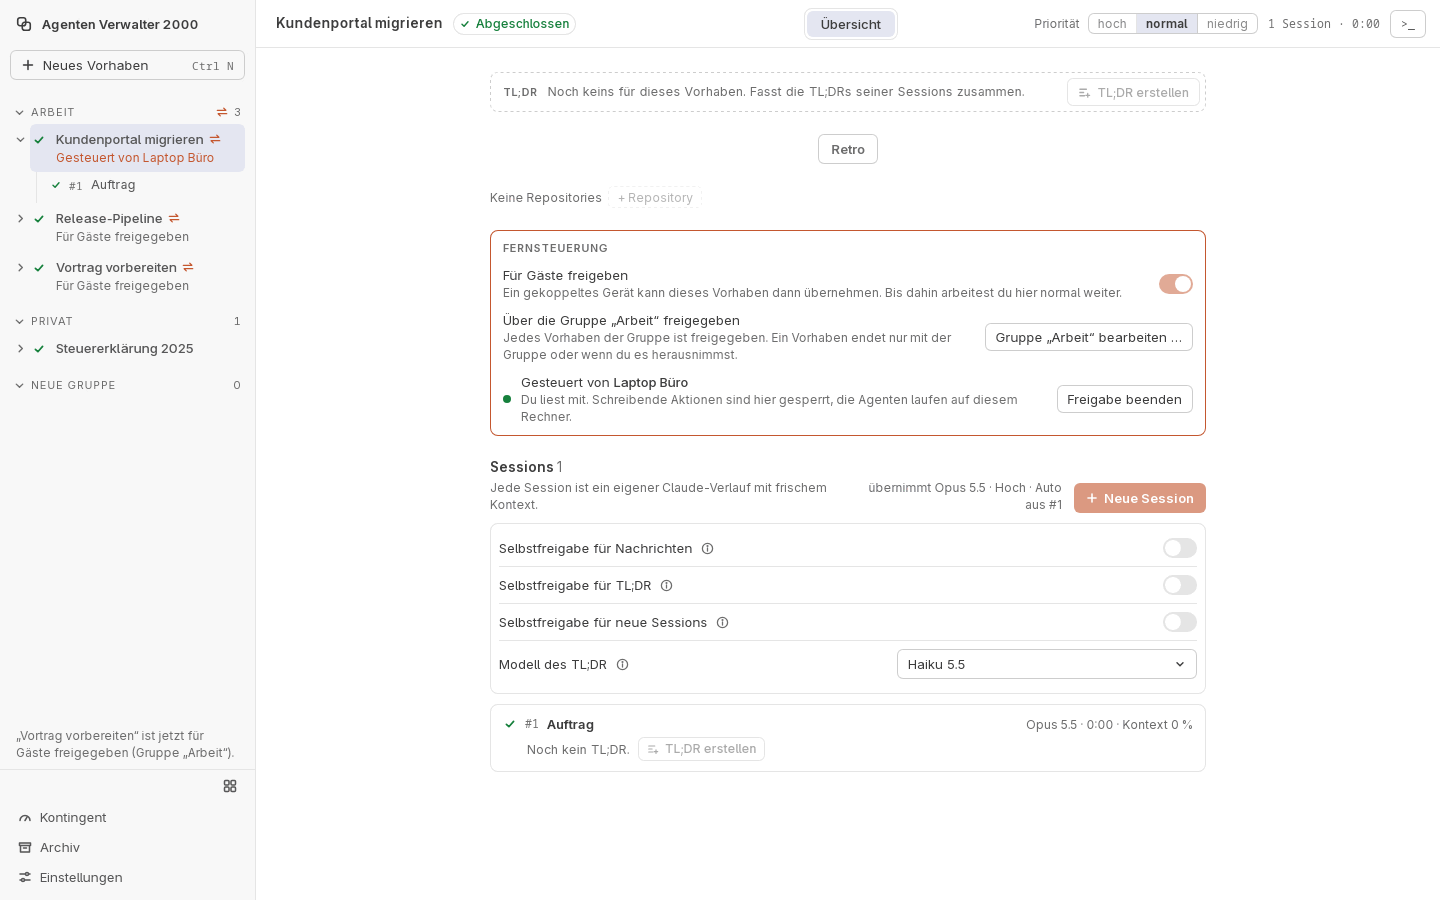 Agenten Verwalter 2000
Neues Vorhaben Ctrl N
ARBEIT 3
Kundenportal migrieren
Gesteuert von Laptop Büro
#1 Auftrag
Release-Pipeline
Für Gäste freigegeben
Vortrag vorbereiten
Für Gäste freigegeben
PRIVAT 1
Steuererklärung 2025
NEUE GRUPPE 0
„Vortrag vorbereiten“ ist jetzt für
Gäste freigegeben (Gruppe „Arbeit“).
Kontingent
Archiv
Einstellungen
Kundenportal migrieren Abgeschlossen Übersicht Priorität hoch normal niedrig 1 Session · 0:00 >_
TL;DR Noch keins für dieses Vorhaben. Fasst die TL;DRs seiner Sessions zusammen. TL;DR erstellen
Retro
Keine Repositories + Repository
FERNSTEUERUNG
Für Gäste freigeben
Ein gekoppeltes Gerät kann dieses Vorhaben dann übernehmen. Bis dahin arbeitest du hier normal weiter.
Über die Gruppe „Arbeit“ freigegeben
Jedes Vorhaben der Gruppe ist freigegeben. Ein Vorhaben endet nur mit der
Gruppe oder wenn du es herausnimmst.
Gruppe „Arbeit“ bearbeiten …
Gesteuert von Laptop Büro
Du liest mit. Schreibende Aktionen sind hier gesperrt, die Agenten laufen auf diesem
Rechner.
Freigabe beenden
Sessions 1
Jede Session ist ein eigener Claude-Verlauf mit frischem
Kontext.
übernimmt Opus 5.5 · Hoch · Auto
aus #1
+ Neue Session
Selbstfreigabe für Nachrichten
Selbstfreigabe für TL;DR
Selbstfreigabe für neue Sessions
Modell des TL;DR Haiku 5.5
#1 Auftrag Opus 5.5 · 0:00 · Kontext 0 %
Noch kein TL;DR. TL;DR erstellen